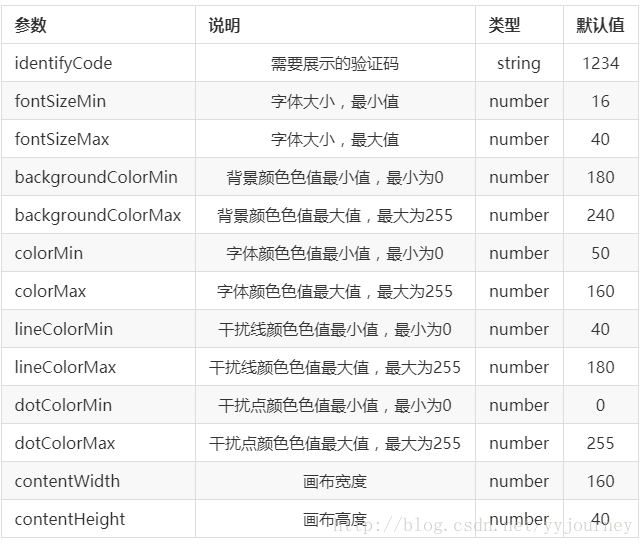 参数 说明 类型 默认值
identifyCode 需要展示的验证码 string 1234
fontSizeMin 字体大小，最小值 number 16
fontSizeMax 字体大小，最大值 number 40
backgroundColorMin 背景颜色色值最小值，最小为0 number 180
backgroundColorMax 背景颜色色值最大值，最大为255 number 240
colorMin 字体颜色色值最小值，最小为0 number 50
colorMax 字体颜色色值最大值，最大为255 number 160
lineColorMin 干扰线颜色色值最小值，最小为0 number 40
lineColorMax 干扰线颜色色值最大值，最大为255 number 180
dotColorMin 干扰点颜色色值最小值，最小为0 number 0
dotColorMax 干扰点颜色色值最大值，最大为255 number 255
contentWidth 画布宽度 number 160
contentHeight 画布高度 number 40
http://blog.csdn.net/yyjourney